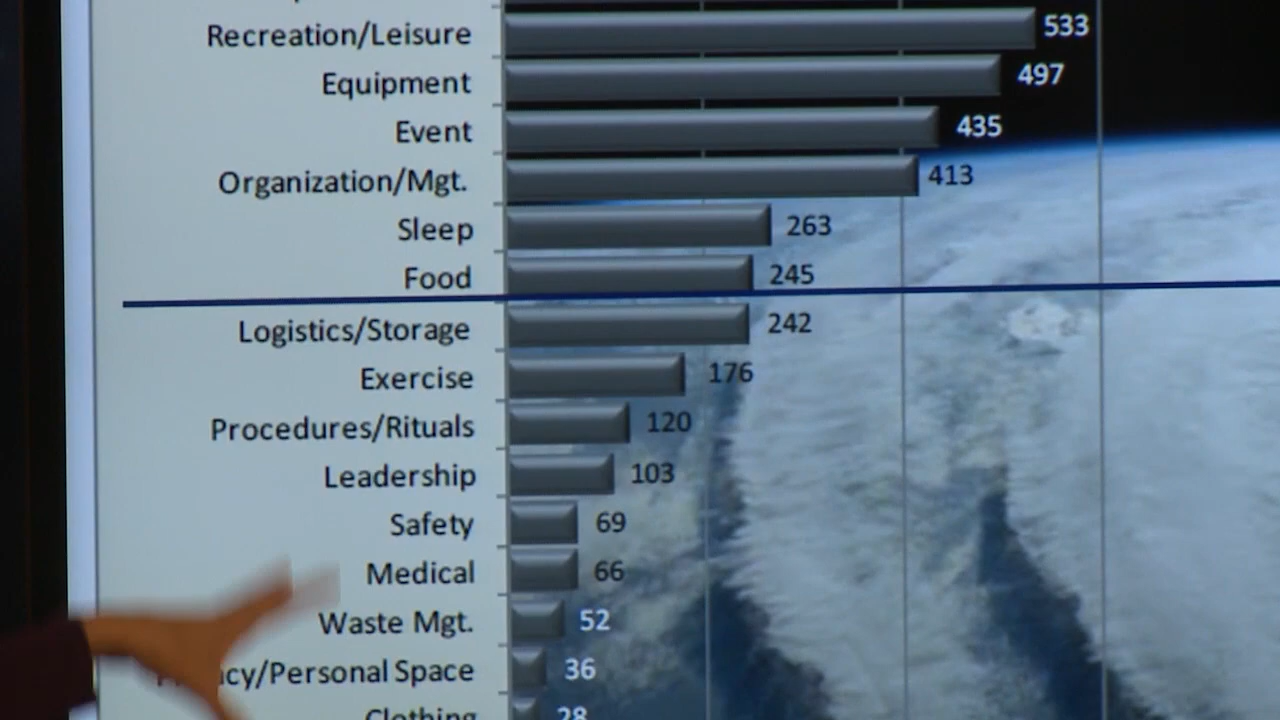 Recreation/Leisure 533
Equipment 497
Event 435
Organization/Mgt. 413
Sleep 263
Food 245
Logistics/Storage 242
Exercise 176
Procedures/Rituals 120
Leadership 103
Safety 69
Medical 66
Waste Mgt. 52
Space 36
Clothing 28